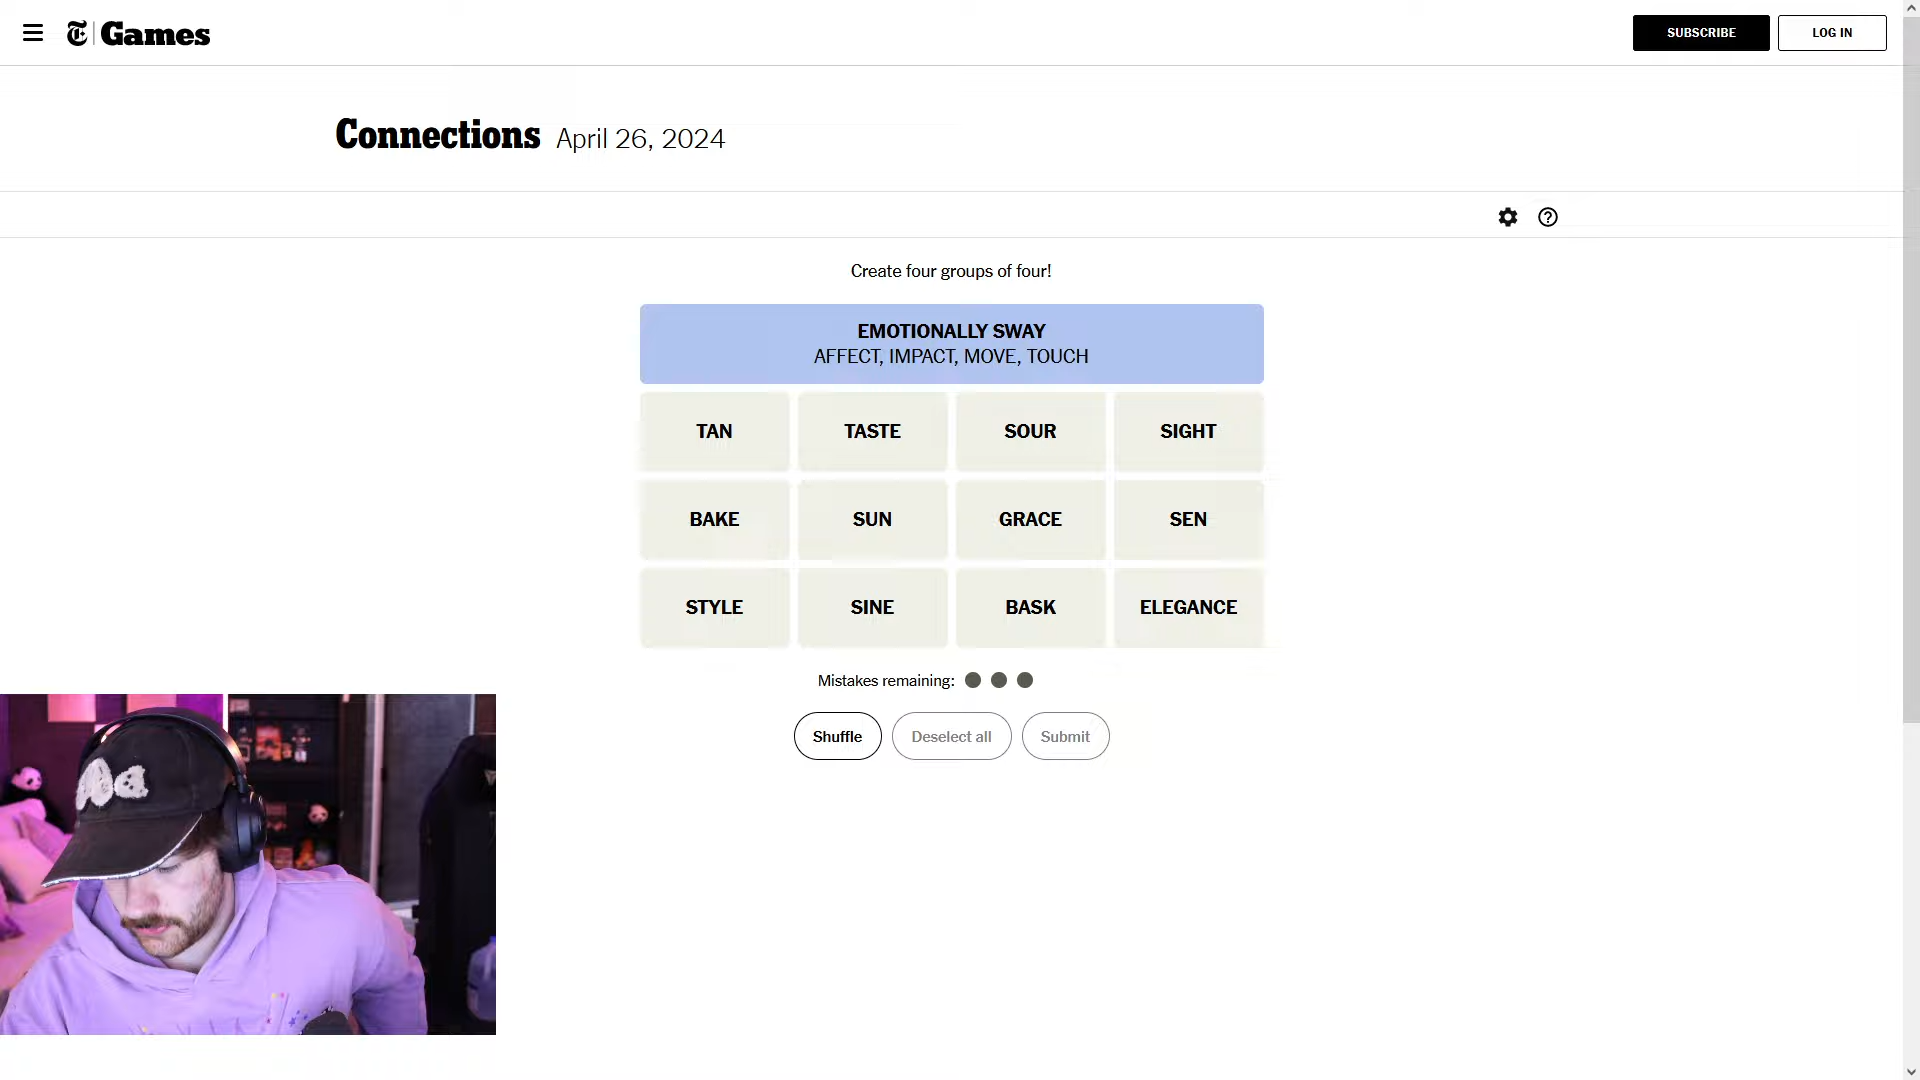 T Games
SUBSCRIBE
LOG IN
Connections April 26, 2024
Create four groups of four!
EMOTIONALLY SWAY
AFFECT, IMPACT, MOVE, TOUCH
TAN TASTE SOUR SIGHT
BAKE SUN GRACE SEN
STYLE SINE BASK ELEGANCE
Mistakes remaining:
Shuffle Deselect all Submit